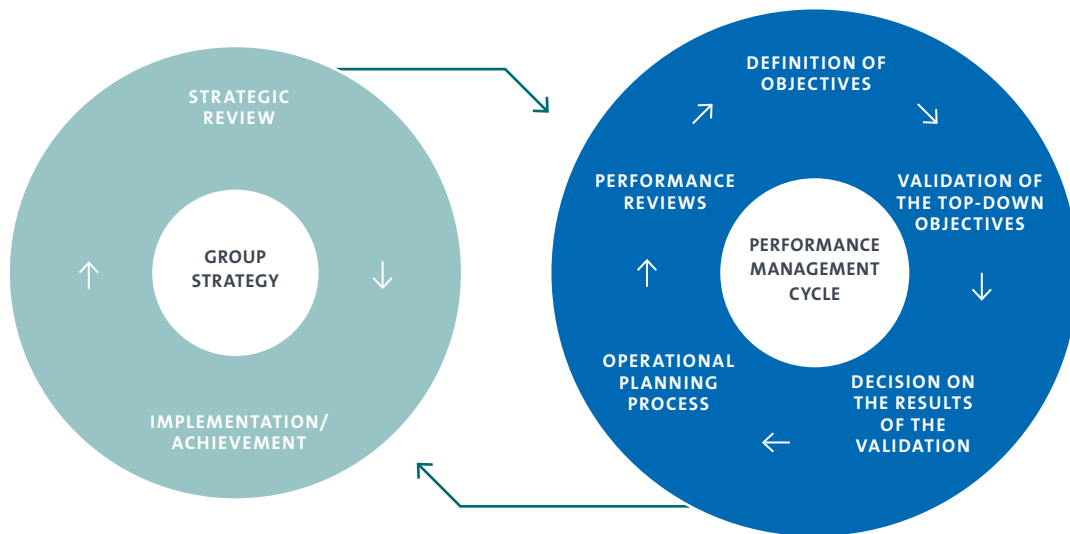 STRATEGIC
REVIEW
GROUP
STRATEGY
IMPLEMENTATION/
ACHIEVEMENT
DEFINITION OF
OBJECTIVES
VALIDATION OF
THE TOP-DOWN
OBJECTIVES
DECISION ON
THE RESULTS
OF THE
VALIDATION
OPERATIONAL
PLANNING
PROCESS
PERFORMANCE
REVIEWS
PERFORMANCE
MANAGEMENT
CYCLE